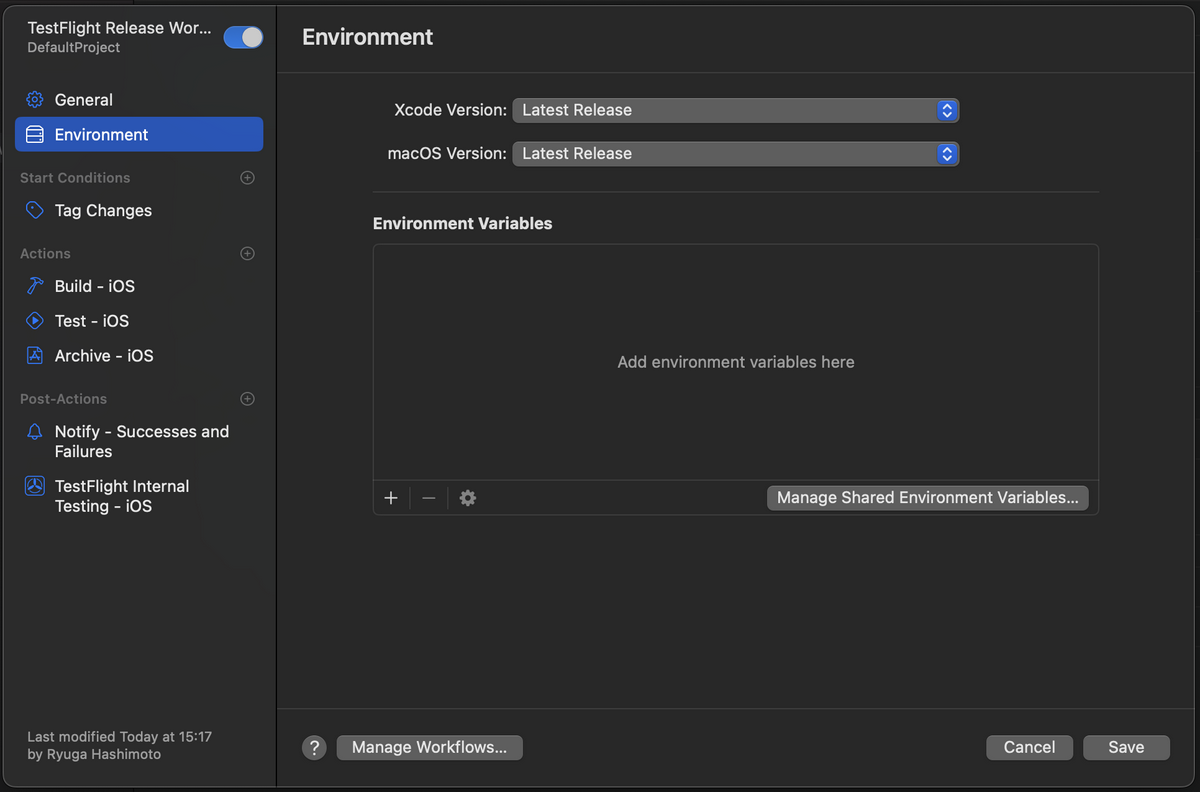 TestFlight Release Wor...
DefaultProject
General
Environment
Start Conditions
Tag Changes
Actions
Build - iOS
Test - iOS
Archive - iOS
Post-Actions
Notify - Successes and
Failures
TestFlight Internal
Testing - iOS
Last modified Today at 15:17
by Ryuga Hashimoto
Environment
Xcode Version: Latest Release
macOS Version: Latest Release
Environment Variables
Add environment variables here
Manage Shared Environment Variables...
? Manage Workflows... Cancel Save